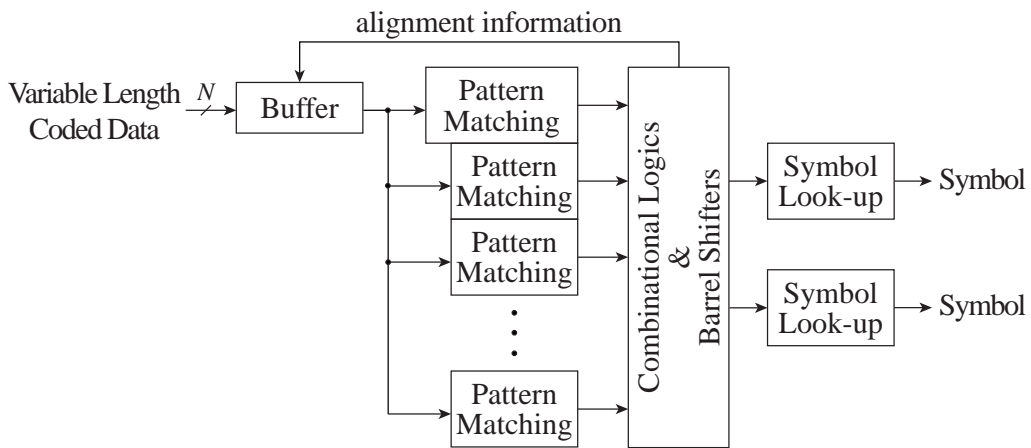 alignment information
Variable Length
Coded Data
N
Buffer
Pattern
Matching
Pattern
Matching
Pattern
Matching
Pattern
Matching
Combinational Logics
&
Barrel Shifters
Symbol
Look-up
Symbol
Symbol
Look-up
Symbol